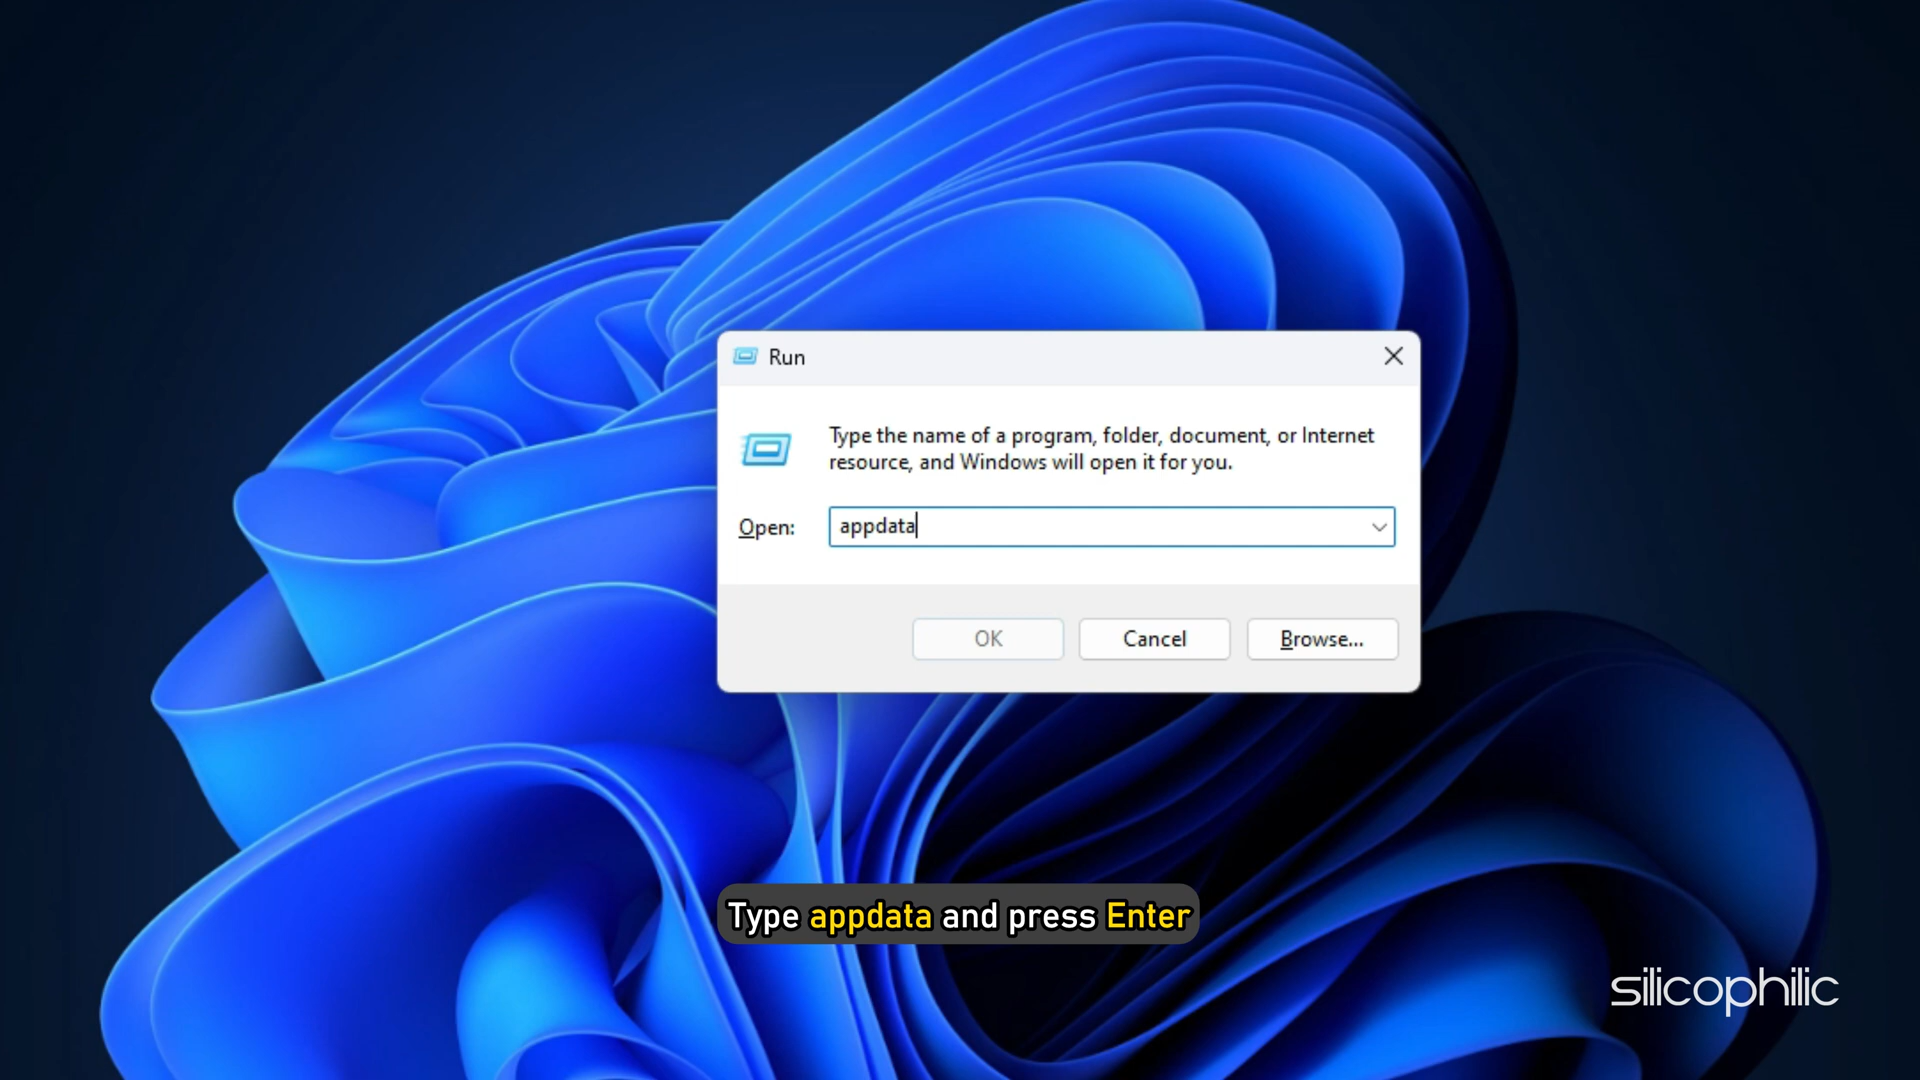 Run
Type the name of a program, folder, document, or Internet
resource, and Windows will open it for you.
Open: appdata
OK Cancel Browse...
Type appdata and press Enter
silicophilic